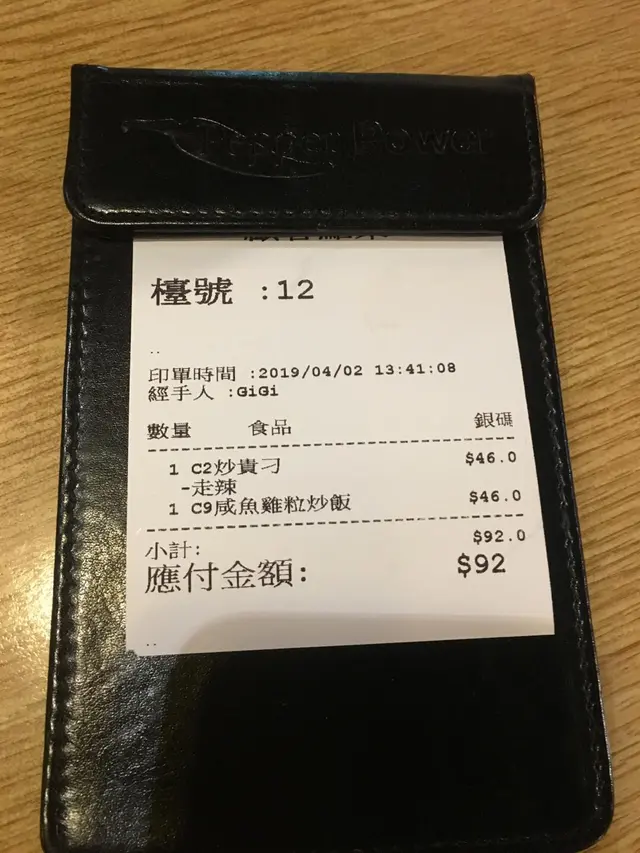 Pepper Power
檯號 :12
..
印單時間 :2019/04/02 13:41:08
經手人 :GiGi
數量 食品 銀碼
1 C2炒貴刁 $46.0
-走辣
1 C9咸魚雞粒炒飯 $46.0
小計: $92.0
應付金額: $92
..